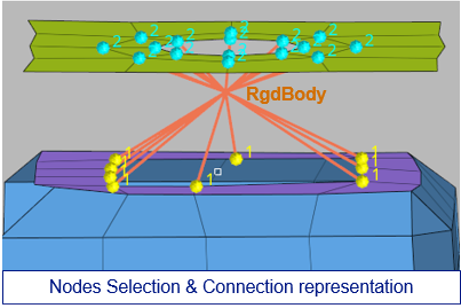 2 2 2 2 2 2 2 2 2 2 2 2
RgdBody
1 1 1 1 1
1 1 1
Nodes Selection & Connection representation